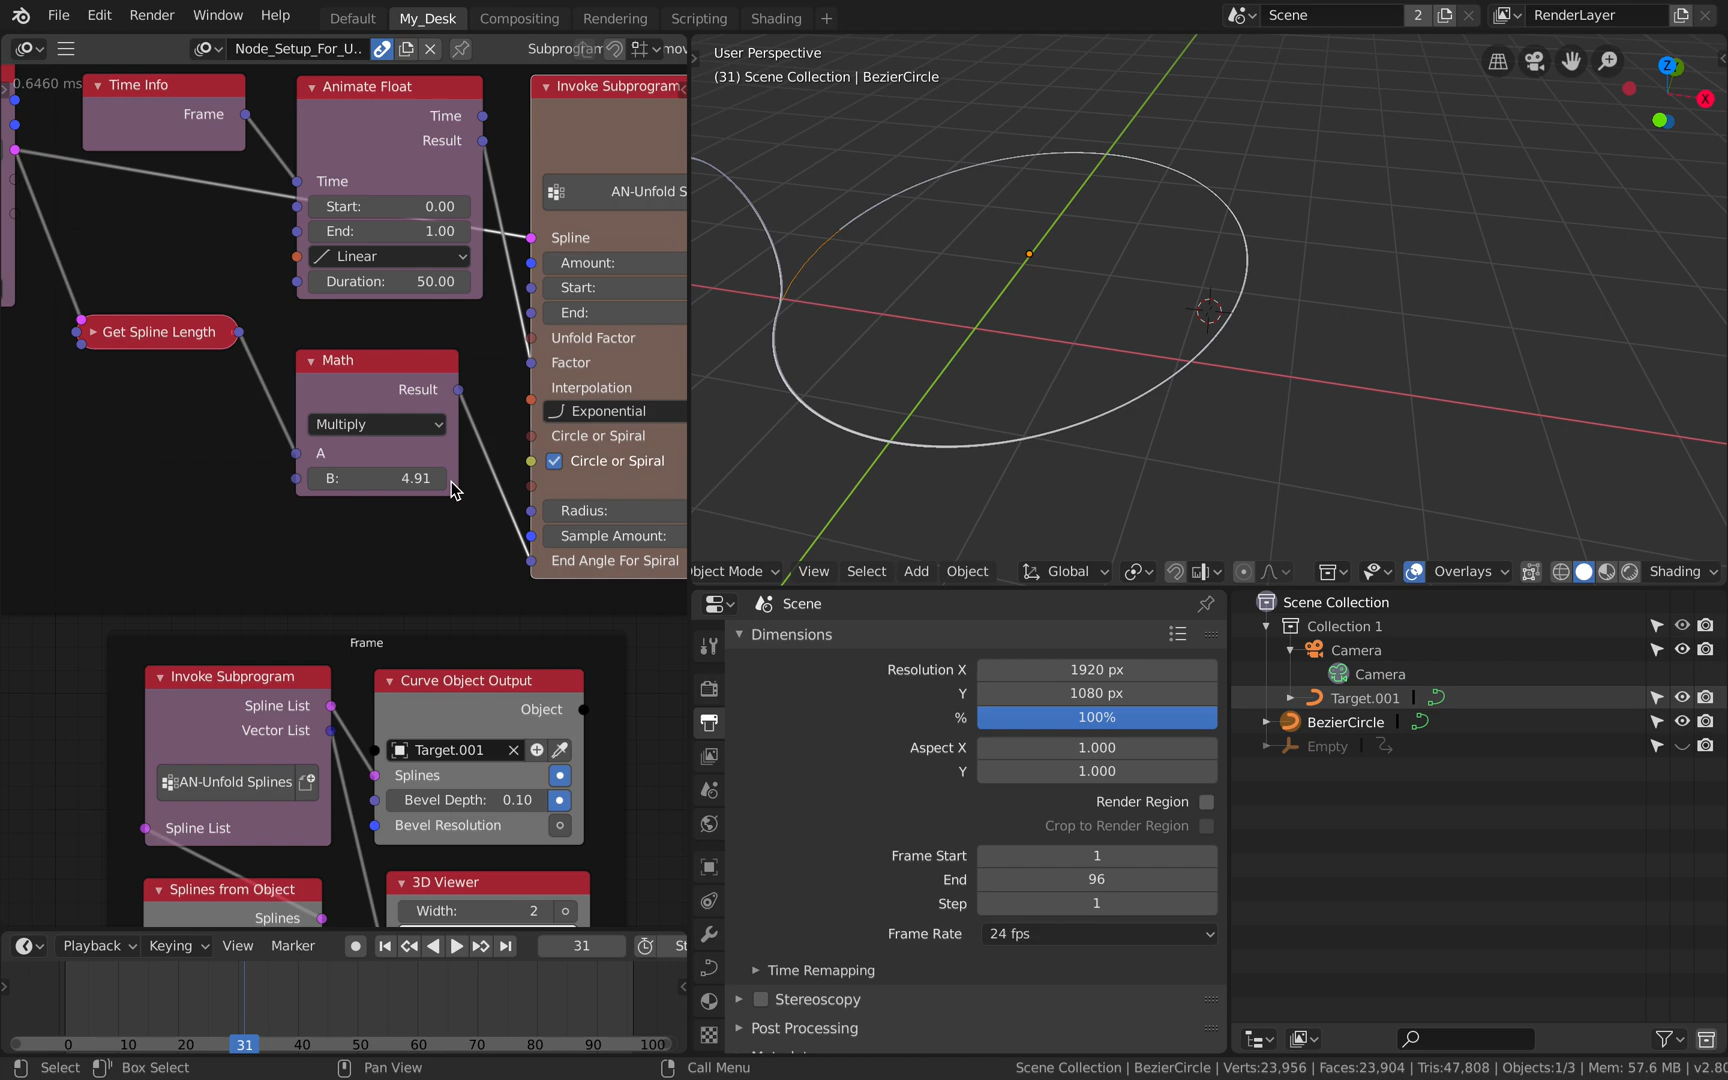 File Edit Render Window Help Default My_Desk Compositing Rendering Scripting Shading + Scene 2 RenderLayer
Node_Setup_For_U..
0.6460 ms
Time Info
Frame
Animate Float
Time
Result
Time
Start: 0.00
End: 1.00
Linear
Duration: 50.00
Get Spline Length
Math
Result
Multiply
A
B: 4.91
Invoke Subprogram
AN-Unfold S
Spline
Amount:
Start:
End:
Unfold Factor
Factor
Interpolation
Exponential
Circle or Spiral
Circle or Spiral
Radius:
Sample Amount:
End Angle For Spiral
Frame
Invoke Subprogram
Spline List
Vector List
AN-Unfold Splines
Spline List
Splines from Object
Splines
Curve Object Output
Object
Target.001
Splines
Bevel Depth: 0.10
Bevel Resolution
3D Viewer
Width: 2
User Perspective
(31) Scene Collection | BezierCircle
Z
X
bject Mode View Select Add Object Global Overlays Shading
Scene
Dimensions
Resolution X 1920 px
Y 1080 px
% 100%
Aspect X 1.000
Y 1.000
Render Region
Crop to Render Region
Frame Start 1
End 96
Step 1
Frame Rate 24 fps
Time Remapping
Stereoscopy
Post Processing
Scene Collection
Collection 1
Camera
Camera
Target.001
BezierCircle
Empty
Playback Keying View Marker 31 St
0 10 20 31 40 50 60 70 80 90 100
Select Box Select Pan View Call Menu Scene Collection | BezierCircle | Verts:23,956 | Faces:23,904 | Tris:47,808 | Objects:1/3 | Mem: 57.6 MB | v2.80